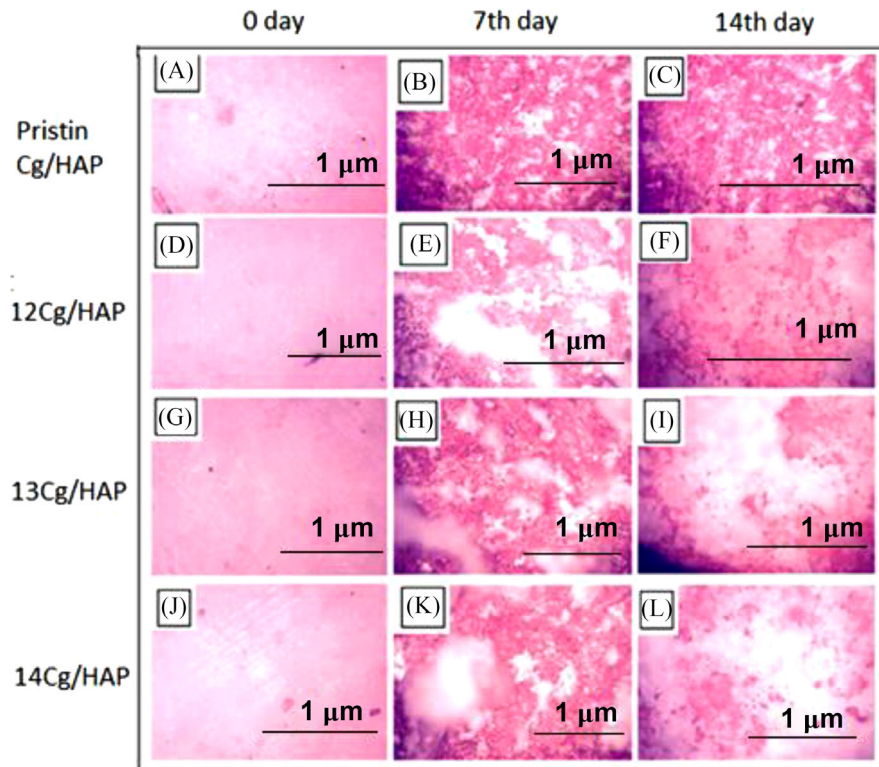 0 day 7th day 14th day
Pristin
Cg/HAP
(A) 1 μm
(B) 1 μm
(C) 1 μm
12Cg/HAP
(D) 1 μm
(E) 1 μm
(F) 1 μm
13Cg/HAP
(G) 1 μm
(H) 1 μm
(I) 1 μm
14Cg/HAP
(J) 1 μm
(K) 1 μm
(L) 1 μm